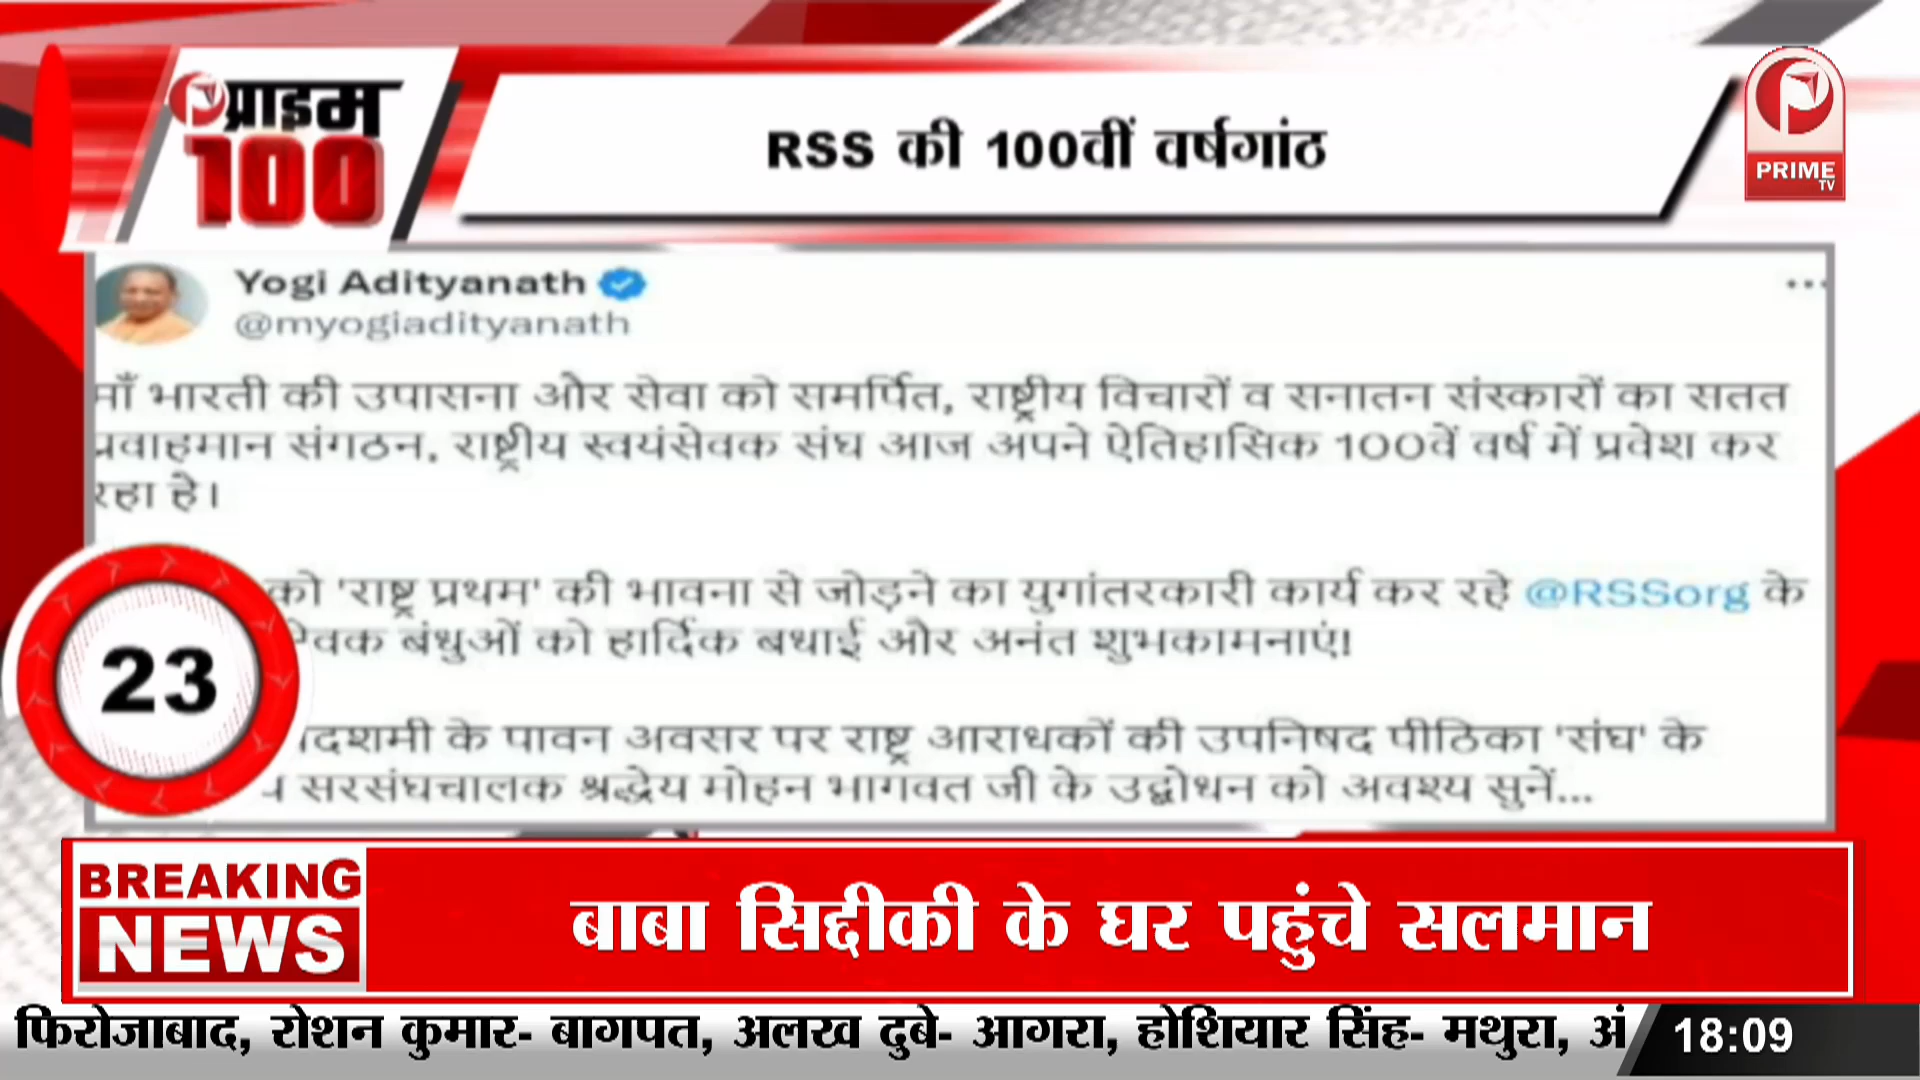 प्राइम
100
RSS की 100वीं वर्षगांठ
PRIME
TV
Yogi Adityanath
@myogiadityanath
माँ भारती की उपासना और सेवा को समर्पित, राष्ट्रीय विचारों व सनातन संस्कारों का सतत
प्रवाहमान संगठन, राष्ट्रीय स्वयंसेवक संघ आज अपने ऐतिहासिक 100वें वर्ष में प्रवेश कर
रहा है।
को 'राष्ट्र प्रथम' की भावना से जोड़ने का युगांतरकारी कार्य कर रहे @RSSorg के
बंधुओं को हार्दिक बधाई और अनंत शुभकामनाएं!
के पावन अवसर पर राष्ट्र आराधकों की उपनिषद पीठिका 'संघ' के
सरसंघचालक श्रद्धेय मोहन भागवत जी के उद्बोधन को अवश्य सुनें...
23
BREAKING
NEWS
बाबा सिद्दीकी के घर पहुंचे सलमान
फिरोजाबाद, रोशन कुमार- बागपत, अलख दुबे- आगरा, होशियार सिंह- मथुरा, अं
18:09